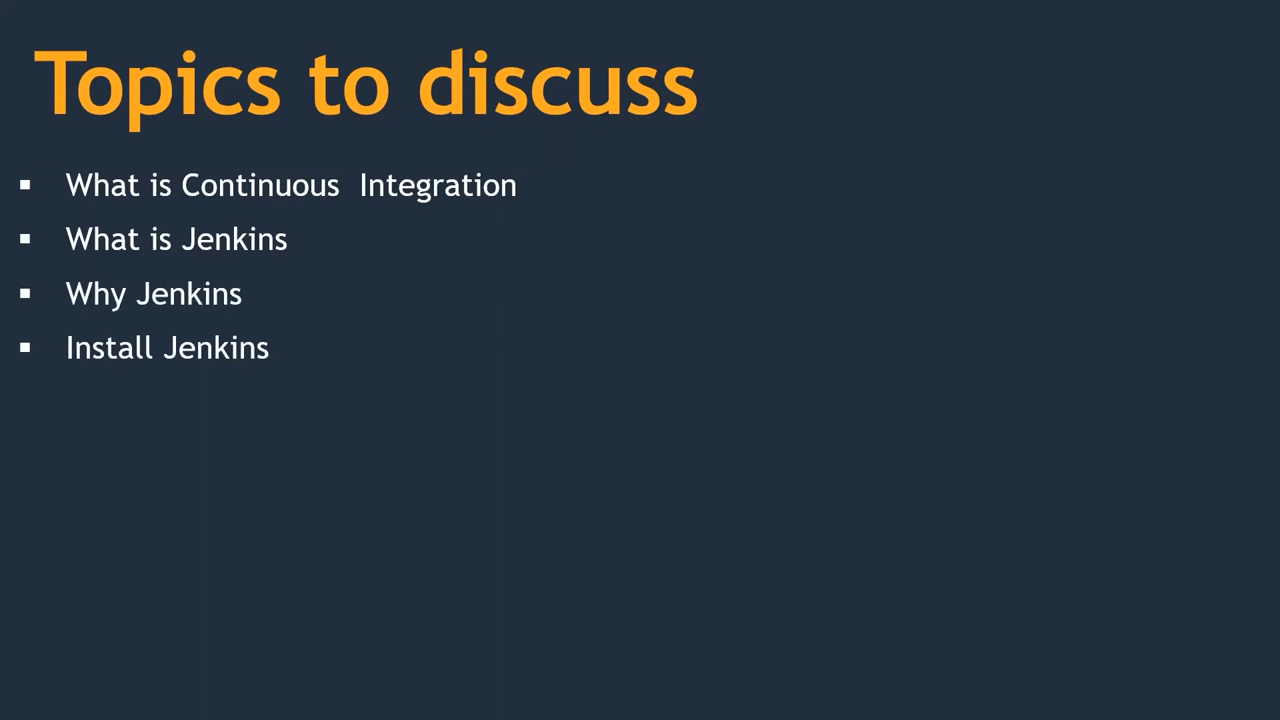 Topics to discuss
▪ What is Continuous  Integration
▪ What is Jenkins
▪ Why Jenkins
▪ Install Jenkins